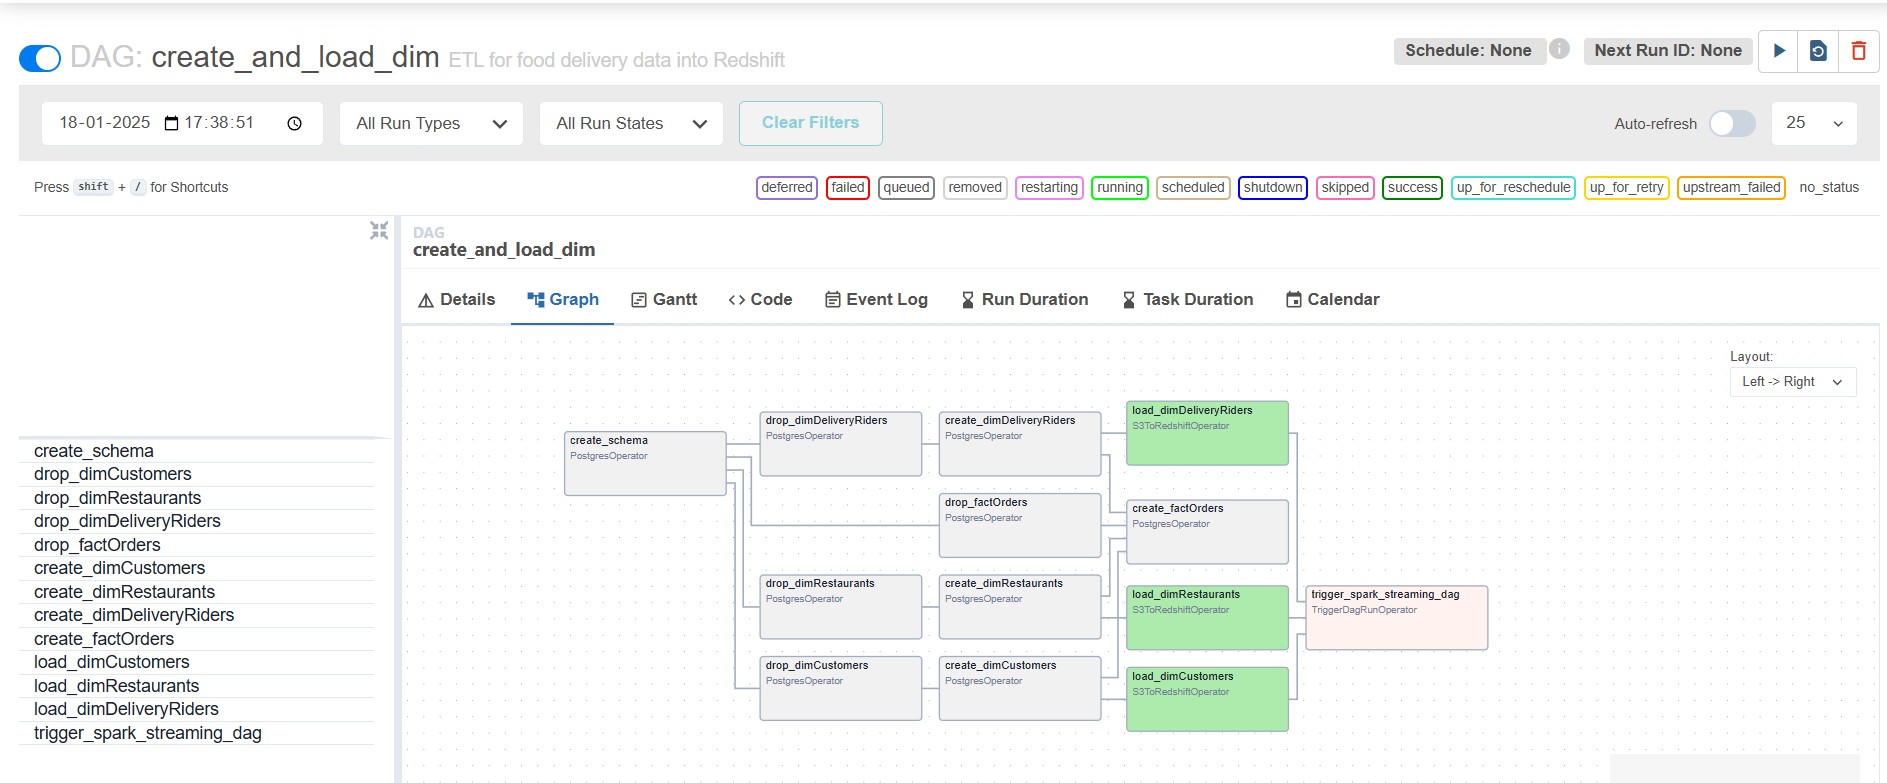 DAG: create_and_load_dim ETL for food delivery data into Redshift
Schedule: None
Next Run ID: None
18-01-2025 17:38:51
All Run Types
All Run States
Clear Filters
Auto-refresh
25
Press shift + / for Shortcuts
deferred
failed
queued
removed
restarting
running
scheduled
shutdown
skipped
success
up_for_reschedule
up_for_retry
upstream_failed
no_status
create_schema
drop_dimCustomers
drop_dimRestaurants
drop_dimDeliveryRiders
drop_factOrders
create_dimCustomers
create_dimRestaurants
create_dimDeliveryRiders
create_factOrders
load_dimCustomers
load_dimRestaurants
load_dimDeliveryRiders
trigger_spark_streaming_dag
DAG
create_and_load_dim
Details
Graph
Gantt
Code
Event Log
Run Duration
Task Duration
Calendar
Layout:
Left -> Right
create_schema
PostgresOperator
drop_dimDeliveryRiders
PostgresOperator
create_dimDeliveryRiders
PostgresOperator
load_dimDeliveryRiders
S3ToRedshiftOperator
drop_factOrders
PostgresOperator
create_factOrders
PostgresOperator
drop_dimRestaurants
PostgresOperator
create_dimRestaurants
PostgresOperator
load_dimRestaurants
S3ToRedshiftOperator
trigger_spark_streaming_dag
TriggerDagRunOperator
drop_dimCustomers
PostgresOperator
create_dimCustomers
PostgresOperator
load_dimCustomers
S3ToRedshiftOperator